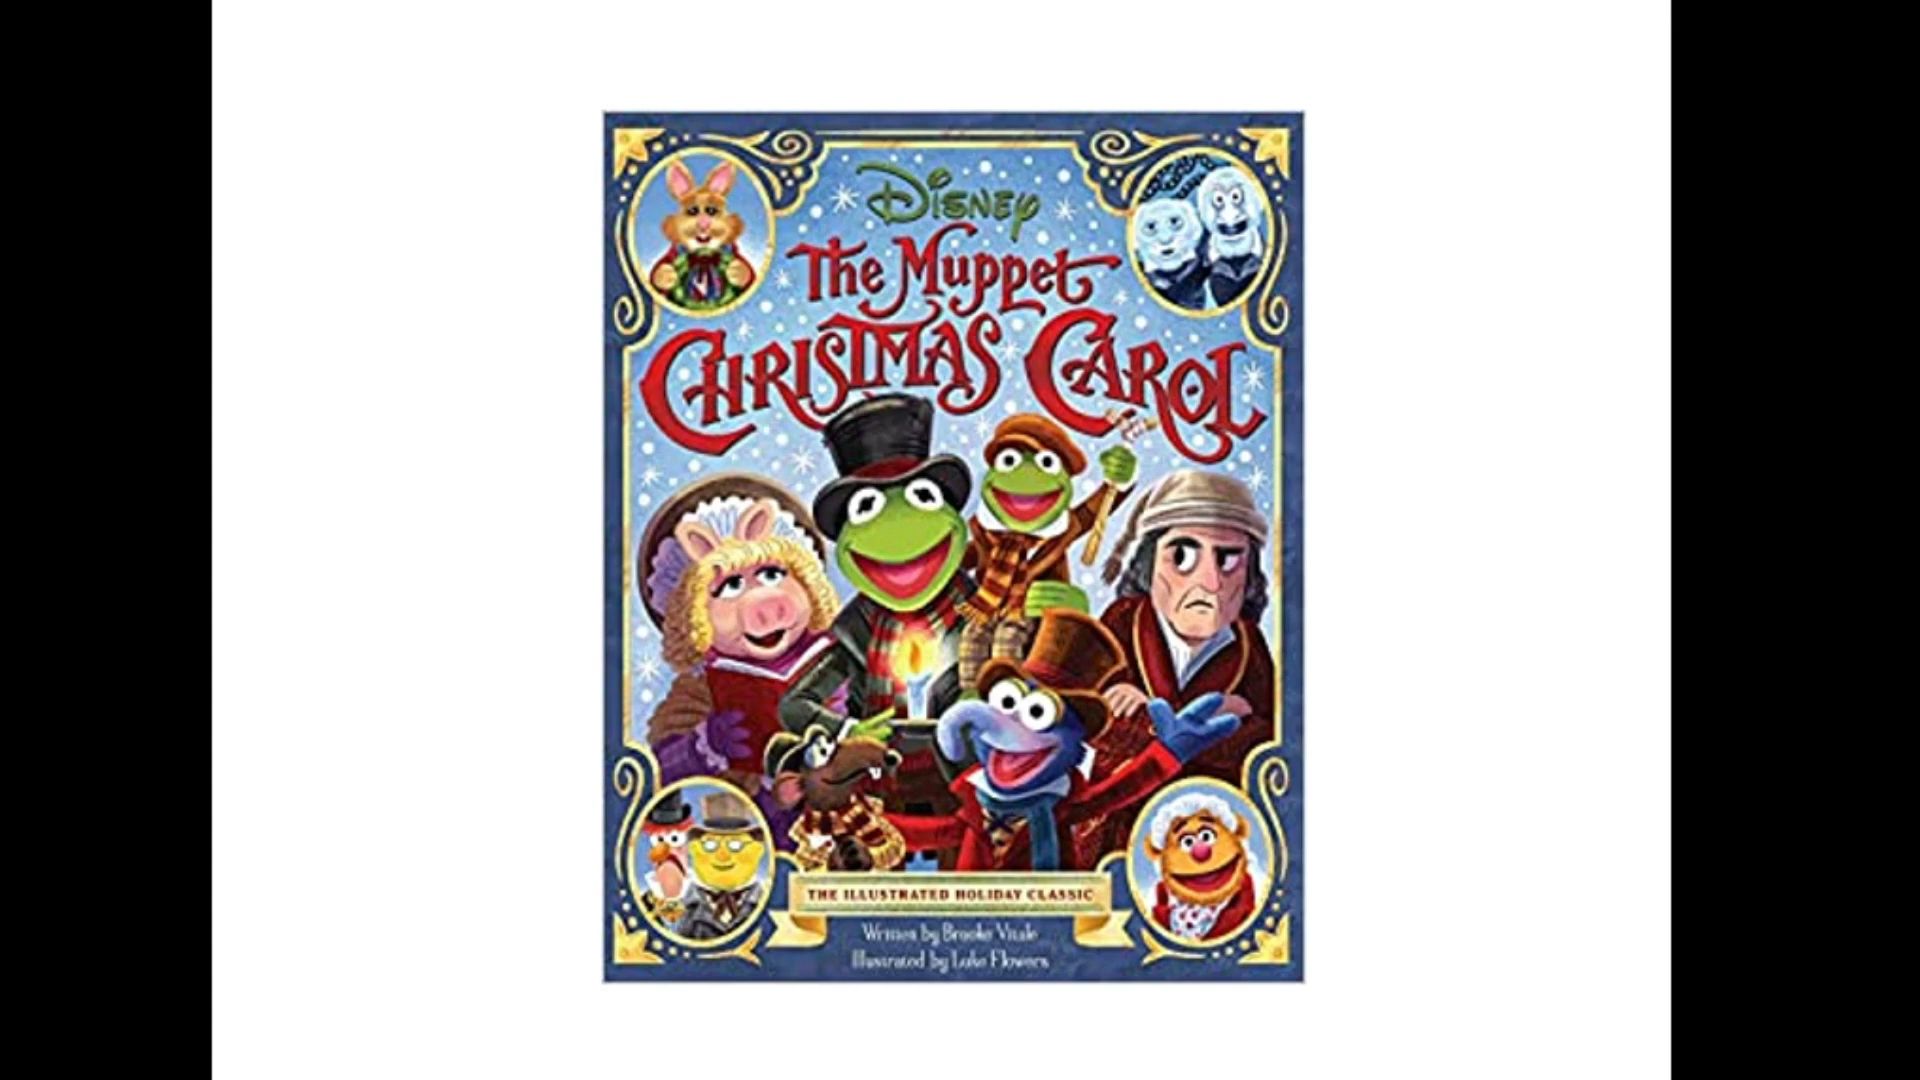 Disney
The Muppet
Christmas Carol
THE ILLUSTRATED HOLIDAY CLASSIC
Written by Brooke Vitale
Illustrated by Luke Flowers